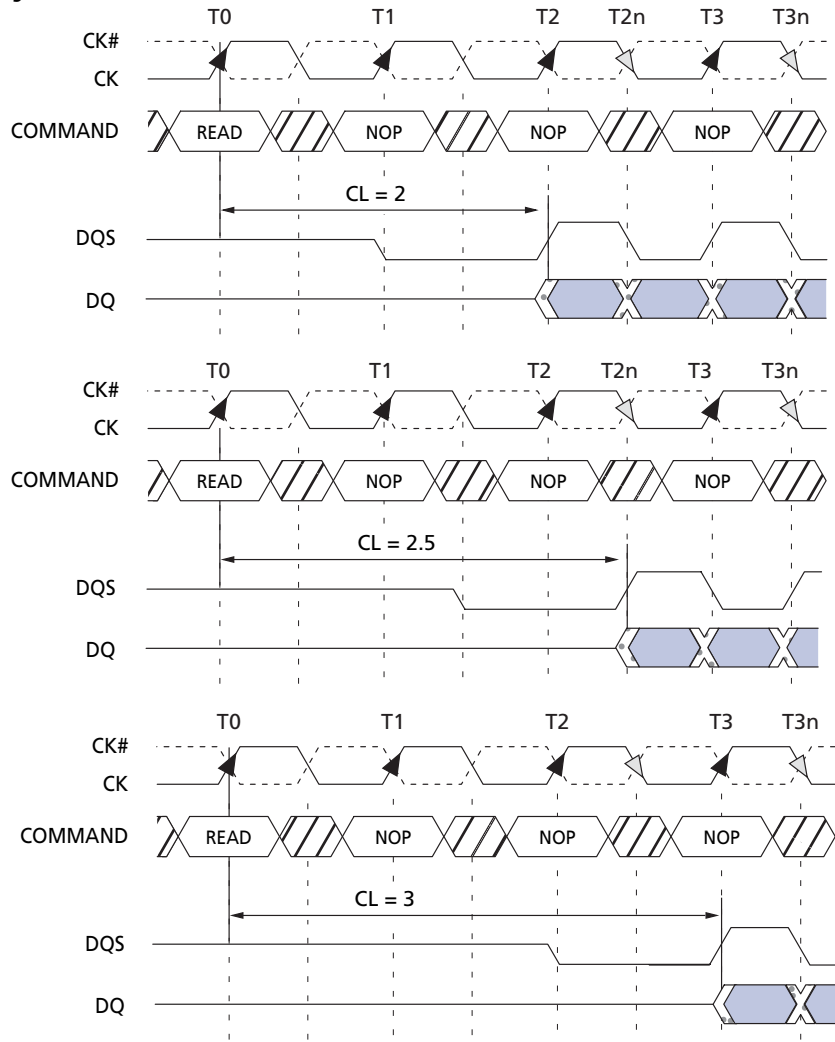 T0 T1 T2 T2n T3 T3n
CK#
CK
COMMAND READ NOP NOP NOP
CL = 2
DQS
DQ
T0 T1 T2 T2n T3 T3n
CK#
CK
COMMAND READ NOP NOP NOP
CL = 2.5
DQS
DQ
T0 T1 T2 T3 T3n
CK#
CK
COMMAND READ NOP NOP NOP
CL = 3
DQS
DQ